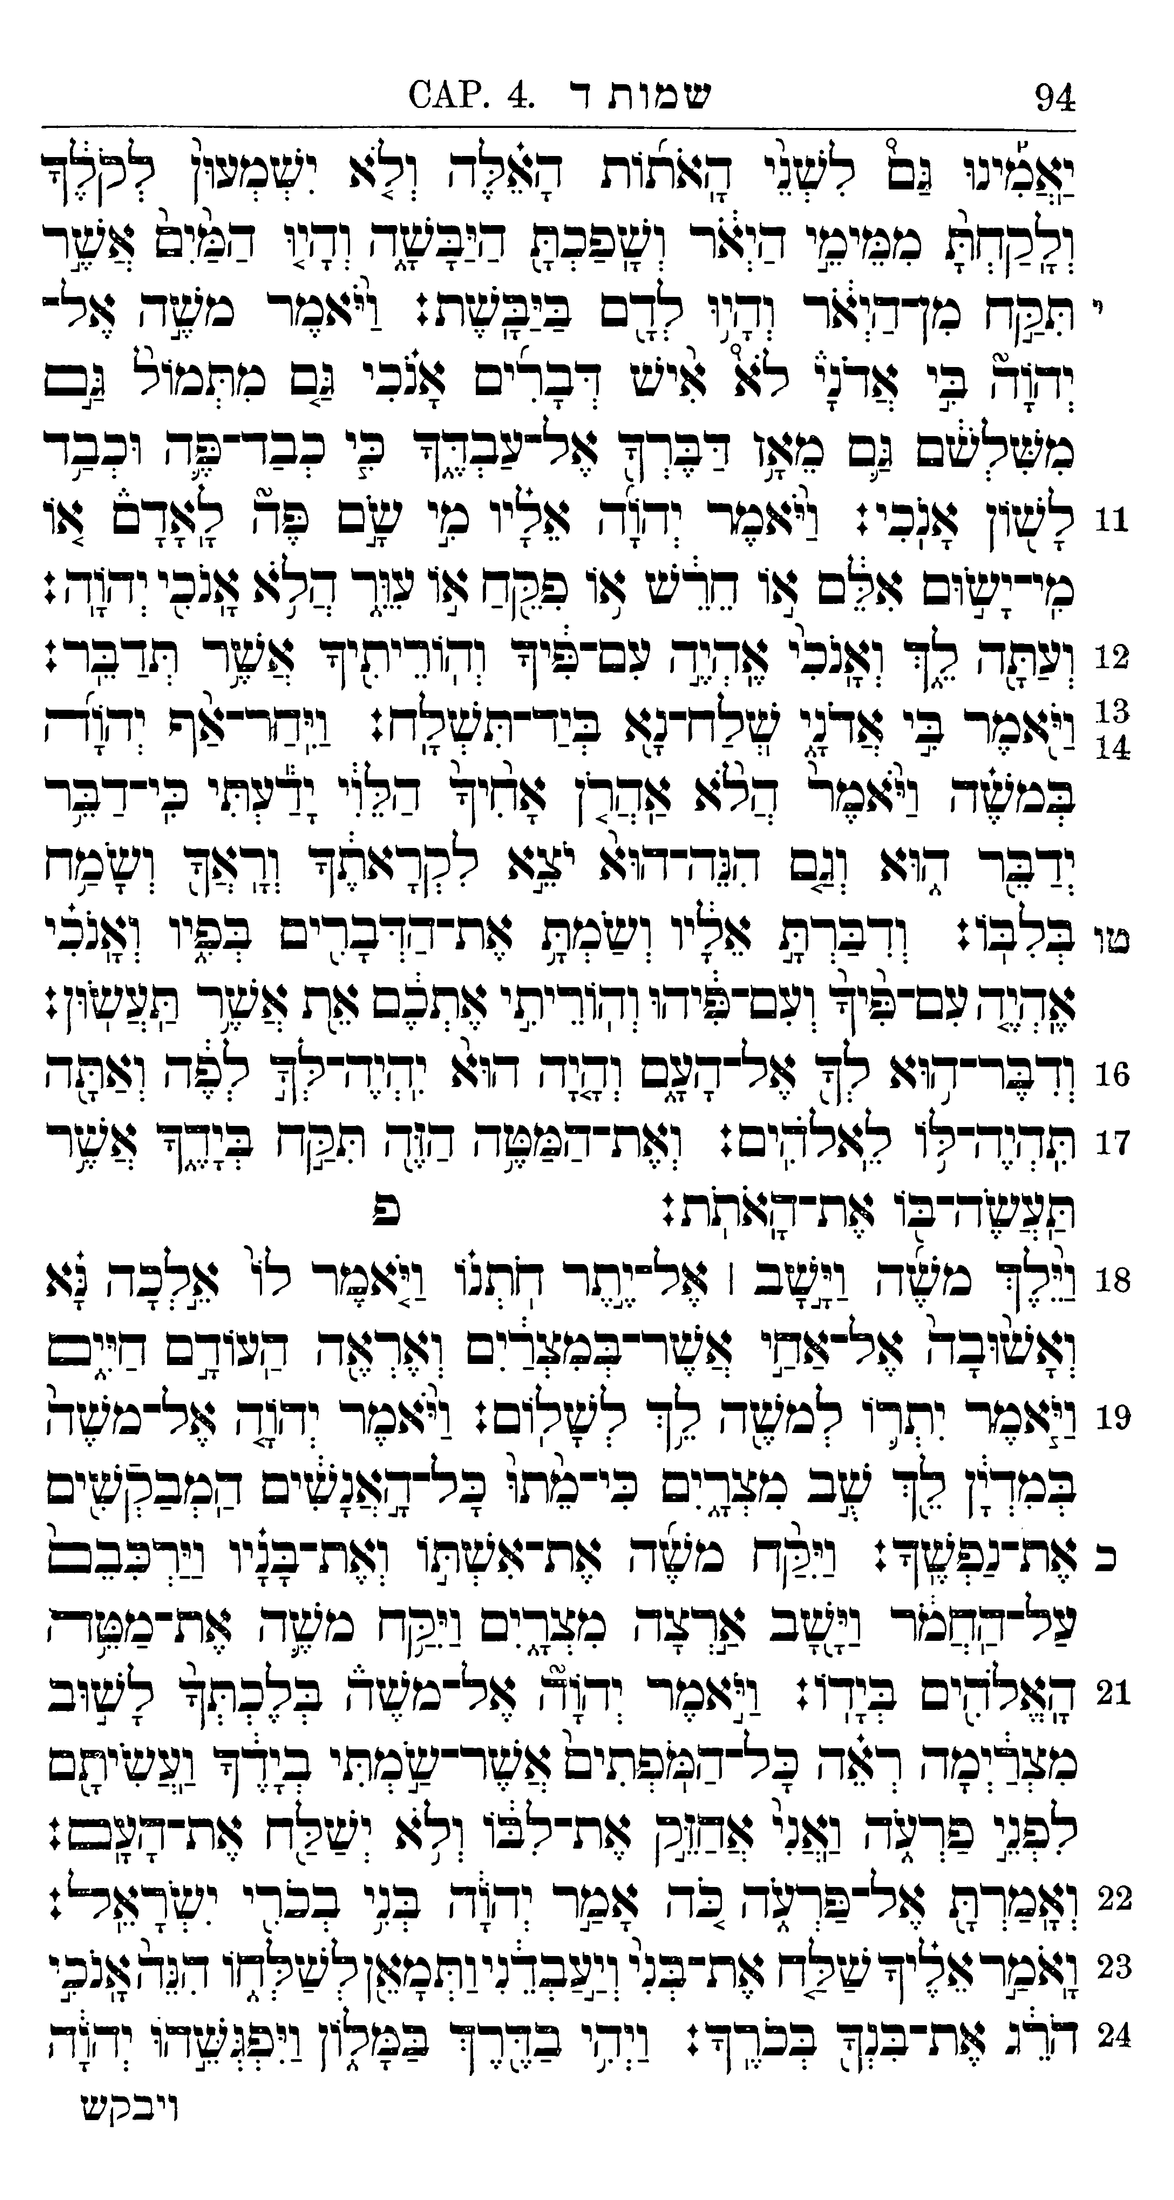 94 שמות ד CAP. 4.
יַאֲמִ֡ינוּ גַּם֩ לִשְׁנֵ֨י הָאֹת֜וֹת הָאֵ֗לֶּה וְלֹ֤א יִשְׁמְעוּן֙ לְקֹלֶ֔ךָ
וְלָקַחְתָּ֙ מִמֵּימֵ֣י הַיְאֹ֔ר וְשָׁפַכְתָּ֖ הַיַּבָּשָׁ֑ה וְהָי֤וּ הַמַּ֙יִם֙ אֲשֶׁ֣ר
י תִּקַּ֣ח מִן־הַיְאֹ֔ר וְהָי֥וּ לְדָ֖ם בַּיַּבָּֽשֶׁת׃ וַיֹּ֨אמֶר מֹשֶׁ֣ה אֶל־
יְהוָה֮ בִּ֣י אֲדֹנָי֒ לֹא֩ אִ֨ישׁ דְּבָרִ֜ים אָנֹ֗כִי גַּ֤ם מִתְּמוֹל֙ גַּ֣ם
מִשִּׁלְשֹׁ֔ם גַּ֛ם מֵאָ֥ז דַּבֶּרְךָ֖ אֶל־עַבְדֶּ֑ךָ כִּ֧י כְבַד־פֶּ֛ה וּכְבַ֥ד
11 לָשׁ֖וֹן אָנֹֽכִי׃ וַיֹּ֨אמֶר יְהוָ֜ה אֵלָ֗יו מִ֣י שָׂ֣ם פֶּה֮ לָֽאָדָם֒ א֚וֹ
מִֽי־יָשׂ֣וּם אִלֵּ֔ם א֣וֹ חֵרֵ֔שׁ א֥וֹ פִקֵּ֖חַ א֣וֹ עִוֵּ֑ר הֲלֹ֥א אָֽנֹכִ֖י יְהוָֽה׃
12 וְעַתָּ֖ה לֵ֑ךְ וְאָֽנֹכִי֙ אֶֽהְיֶ֣ה עִם־פִּ֔יךָ וְהֽוֹרֵיתִ֖יךָ אֲשֶׁ֥ר תְּדַבֵּֽר׃
13 14 וַיֹּ֖אמֶר בִּ֣י אֲדֹנָ֑י שְֽׁלַֽח־נָ֖א בְּיַד־תִּשְׁלָֽח׃ וַיִּֽחַר־אַ֨ף יְהוָ֜ה
בְּמֹשֶׁ֗ה וַיֹּ֙אמֶר֙ הֲלֹ֨א אַֽהֲרֹ֤ן אָחִ֙יךָ֙ הַלֵּוִ֔י יָדַ֕עְתִּי כִּֽי־דַבֵּ֥ר
יְדַבֵּ֖ר ה֑וּא וְגַ֤ם הִנֵּה־הוּא֙ יֹצֵ֣א לִקְרָאתֶ֔ךָ וְרָֽאֲךָ֖ וְשָׂמַ֥ח
טו בְּלִבּֽוֹ׃ וְדִבַּרְתָּ֣ אֵלָ֔יו וְשַׂמְתָּ֥ אֶת־הַדְּבָרִ֖ים בְּפִ֑יו וְאָֽנֹכִ֗י
אֶֽהְיֶ֤ה עִם־פִּ֙יךָ֙ וְעִם־פִּ֔יהוּ וְהֽוֹרֵיתִ֣י אֶתְכֶ֔ם אֵ֖ת אֲשֶׁ֥ר תַּֽעֲשֽׂוּן׃
16 וְדִבֶּר־ה֥וּא לְךָ֖ אֶל־הָעָ֑ם וְהָ֤יָה הוּא֙ יִֽהְיֶה־לְּךָ֣ לְפֶ֔ה וְאַתָּ֖ה
17 תִּֽהְיֶה־לּ֥וֹ לֵֽאלֹהִֽים׃ וְאֶת־הַמַּטֶּ֥ה הַזֶּ֖ה תִּקַּ֣ח בְּיָדֶ֑ךָ אֲשֶׁ֥ר
תַּֽעֲשֶׂה־בּ֖וֹ אֶת־הָֽאֹתֹֽת׃ פ
18 וַיֵּ֨לֶךְ מֹשֶׁ֜ה וַיָּ֣שָׁב ׀ אֶל־יֶ֣תֶר חֹֽתְנ֗וֹ וַיֹּ֤אמֶר לוֹ֙ אֵ֣לְכָה נָּ֗א
וְאָשׁ֙וּבָה֙ אֶל־אַחַ֣י אֲשֶׁר־בְּמִצְרַ֔יִם וְאֶרְאֶ֖ה הַֽעוֹדָ֣ם חַיִּ֑ים
19 וַיֹּ֧אמֶר יִתְר֛וֹ לְמֹשֶׁ֖ה לֵ֥ךְ לְשָׁלֽוֹם׃ וַיֹּ֨אמֶר יְהוָ֤ה אֶל־מֹשֶׁה֙
בְּמִדְיָ֔ן לֵ֖ךְ שֻׁ֣ב מִצְרָ֑יִם כִּי־מֵ֙תוּ֙ כָּל־הָ֣אֲנָשִׁ֔ים הַֽמְבַקְשִׁ֖ים
כ אֶת־נַפְשֶֽׁךָ׃ וַיִּקַּ֨ח מֹשֶׁ֜ה אֶת־אִשְׁתּ֣וֹ וְאֶת־בָּנָ֗יו וַיַּרְכִּבֵם֙
עַל־הַֽחֲמֹ֔ר וַיָּ֖שָׁב אַ֣רְצָה מִצְרָ֑יִם וַיִּקַּ֥ח מֹשֶׁ֛ה אֶת־מַטֵּ֥ה
21 הָֽאֱלֹהִ֖ים בְּיָדֽוֹ׃ וַיֹּ֣אמֶר יְהוָה֮ אֶל־מֹשֶׁה֒ בְּלֶכְתְּךָ֙ לָשׁ֣וּב
מִצְרַ֔יְמָה רְאֵ֗ה כָּל־הַמֹּֽפְתִים֙ אֲשֶׁר־שַׂ֣מְתִּי בְיָדֶ֔ךָ וַֽעֲשִׂיתָ֖ם
לִפְנֵ֣י פַרְעֹ֑ה וַֽאֲנִי֙ אֲחַזֵּ֣ק אֶת־לִבּ֔וֹ וְלֹ֥א יְשַׁלַּ֖ח אֶת־הָעָֽם׃
22 וְאָֽמַרְתָּ֖ אֶל־פַּרְעֹ֑ה כֹּ֚ה אָמַ֣ר יְהוָ֔ה בְּנִ֥י בְכֹרִ֖י יִשְׂרָאֵֽל׃
23 וָֽאֹמַ֣ר אֵלֶ֗יךָ שַׁלַּ֤ח אֶת־בְּנִי֙ וְיַ֣עַבְדֵ֔נִי וַתְּמָאֵ֖ן לְשַׁלְּח֑וֹ הִנֵּה֙ אָֽנֹכִ֣י
24 הֹרֵ֔ג אֶת־בִּנְךָ֖ בְּכֹרֶֽךָ׃ וַיְהִ֥י בַדֶּ֖רֶךְ בַּמָּל֑וֹן וַיִּפְגְּשֵׁ֣הוּ יְהוָ֔ה
ויבקש